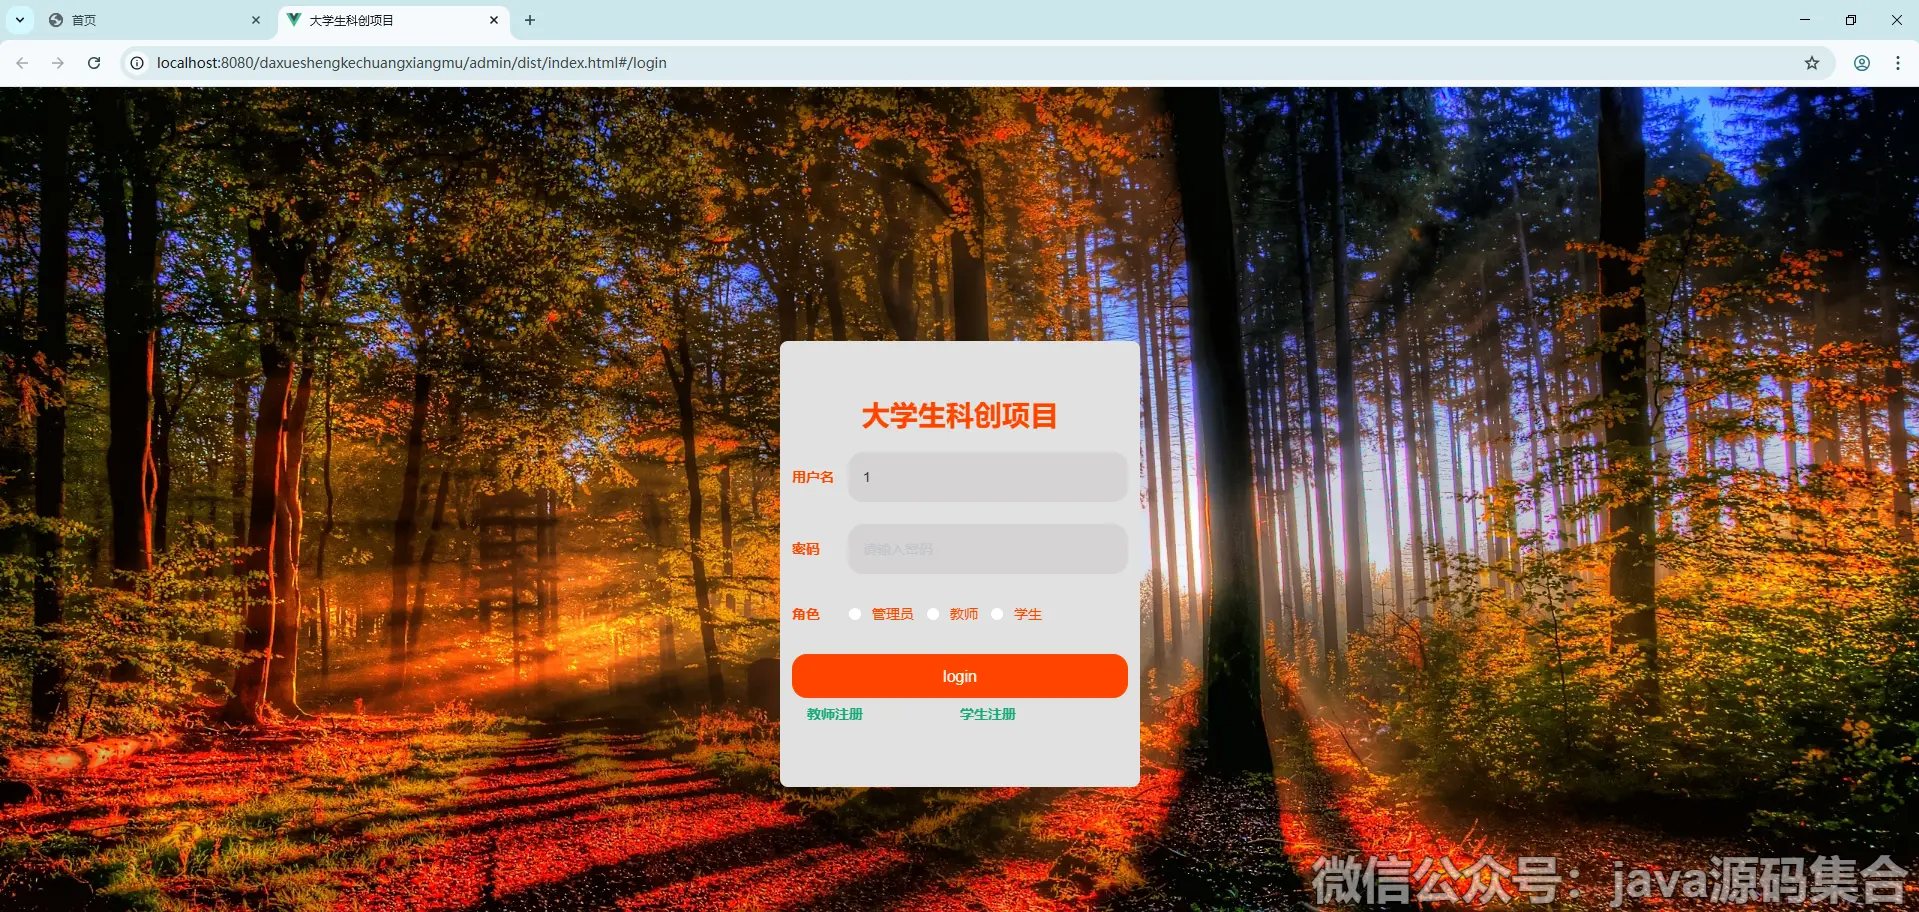 首页
大学生科创项目
localhost:8080/daxueshengkechuangxiangmu/admin/dist/index.html#/login
大学生科创项目
用户名 1
密码 请输入密码
角色 管理员 教师 学生
login
教师注册 学生注册
微信公众号：java源码集合